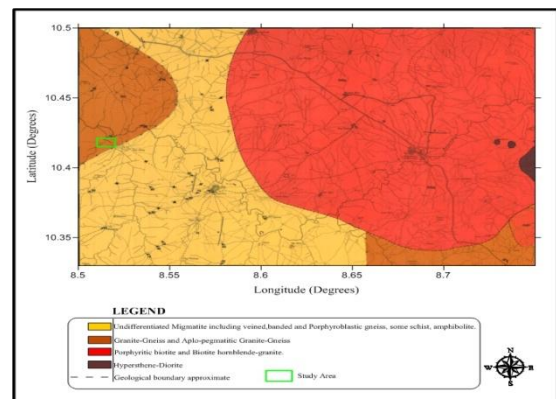 10.5
10.45
10.4
10.35
Latitude (Degrees)
8.5
8.55
8.6
8.65
8.7
Longitude (Degrees)
LEGEND
Undifferentiated Migmatite including veined,banded and Porphyroblastic gneiss, some schist, amphibolite.
Granite-Gneiss and Aplo-pegmatitic Granite-Gneiss
Porphyritic biotite and Biotite hornblende-granite.
Hypersthene-Diorite
Geological boundary approximate
Study Area
N
W
E
S